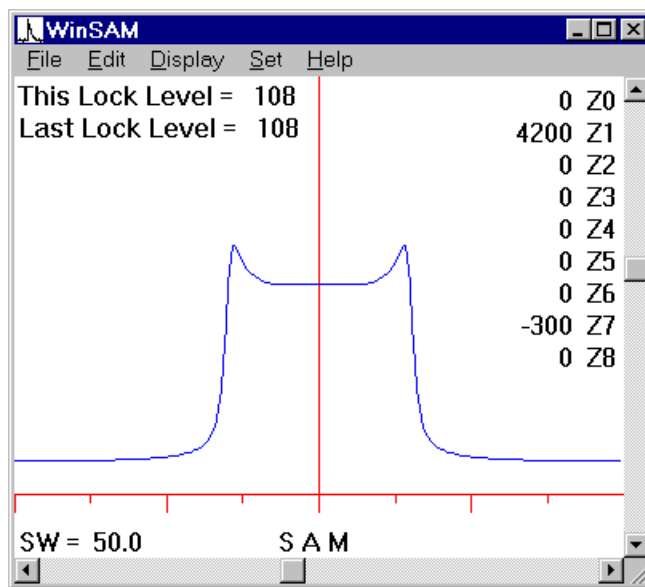 WinSAM
File Edit Display Set Help
This Lock Level = 108
Last Lock Level = 108
0 Z0
4200 Z1
0 Z2
0 Z3
0 Z4
0 Z5
0 Z6
-300 Z7
0 Z8
SW = 50.0
S A M